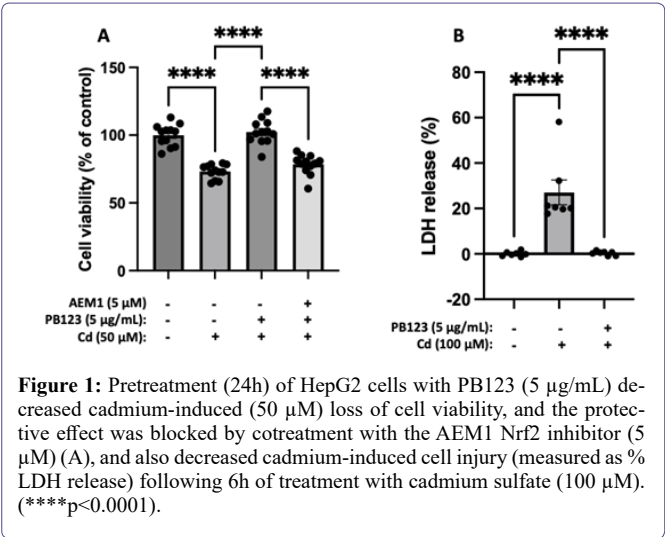 A
B
**** 
**** ****
****
****
Cell viability (% of control)
150
100
50
0
LDH release (%)
80
60
40
20
0
-20
AEM1 (5 µM) - - - +
PB123 (5 µg/mL): - - + +
Cd (50 µM): - + + +
PB123 (5 µg/mL): - - +
Cd (100 µM): - + +
Figure 1: Pretreatment (24h) of HepG2 cells with PB123 (5 µg/mL) de-
creased cadmium-induced (50 µM) loss of cell viability, and the protec-
tive effect was blocked by cotreatment with the AEM1 Nrf2 inhibitor (5
µM) (A), and also decreased cadmium-induced cell injury (measured as %
LDH release) following 6h of treatment with cadmium sulfate (100 µM).
(****p<0.0001).